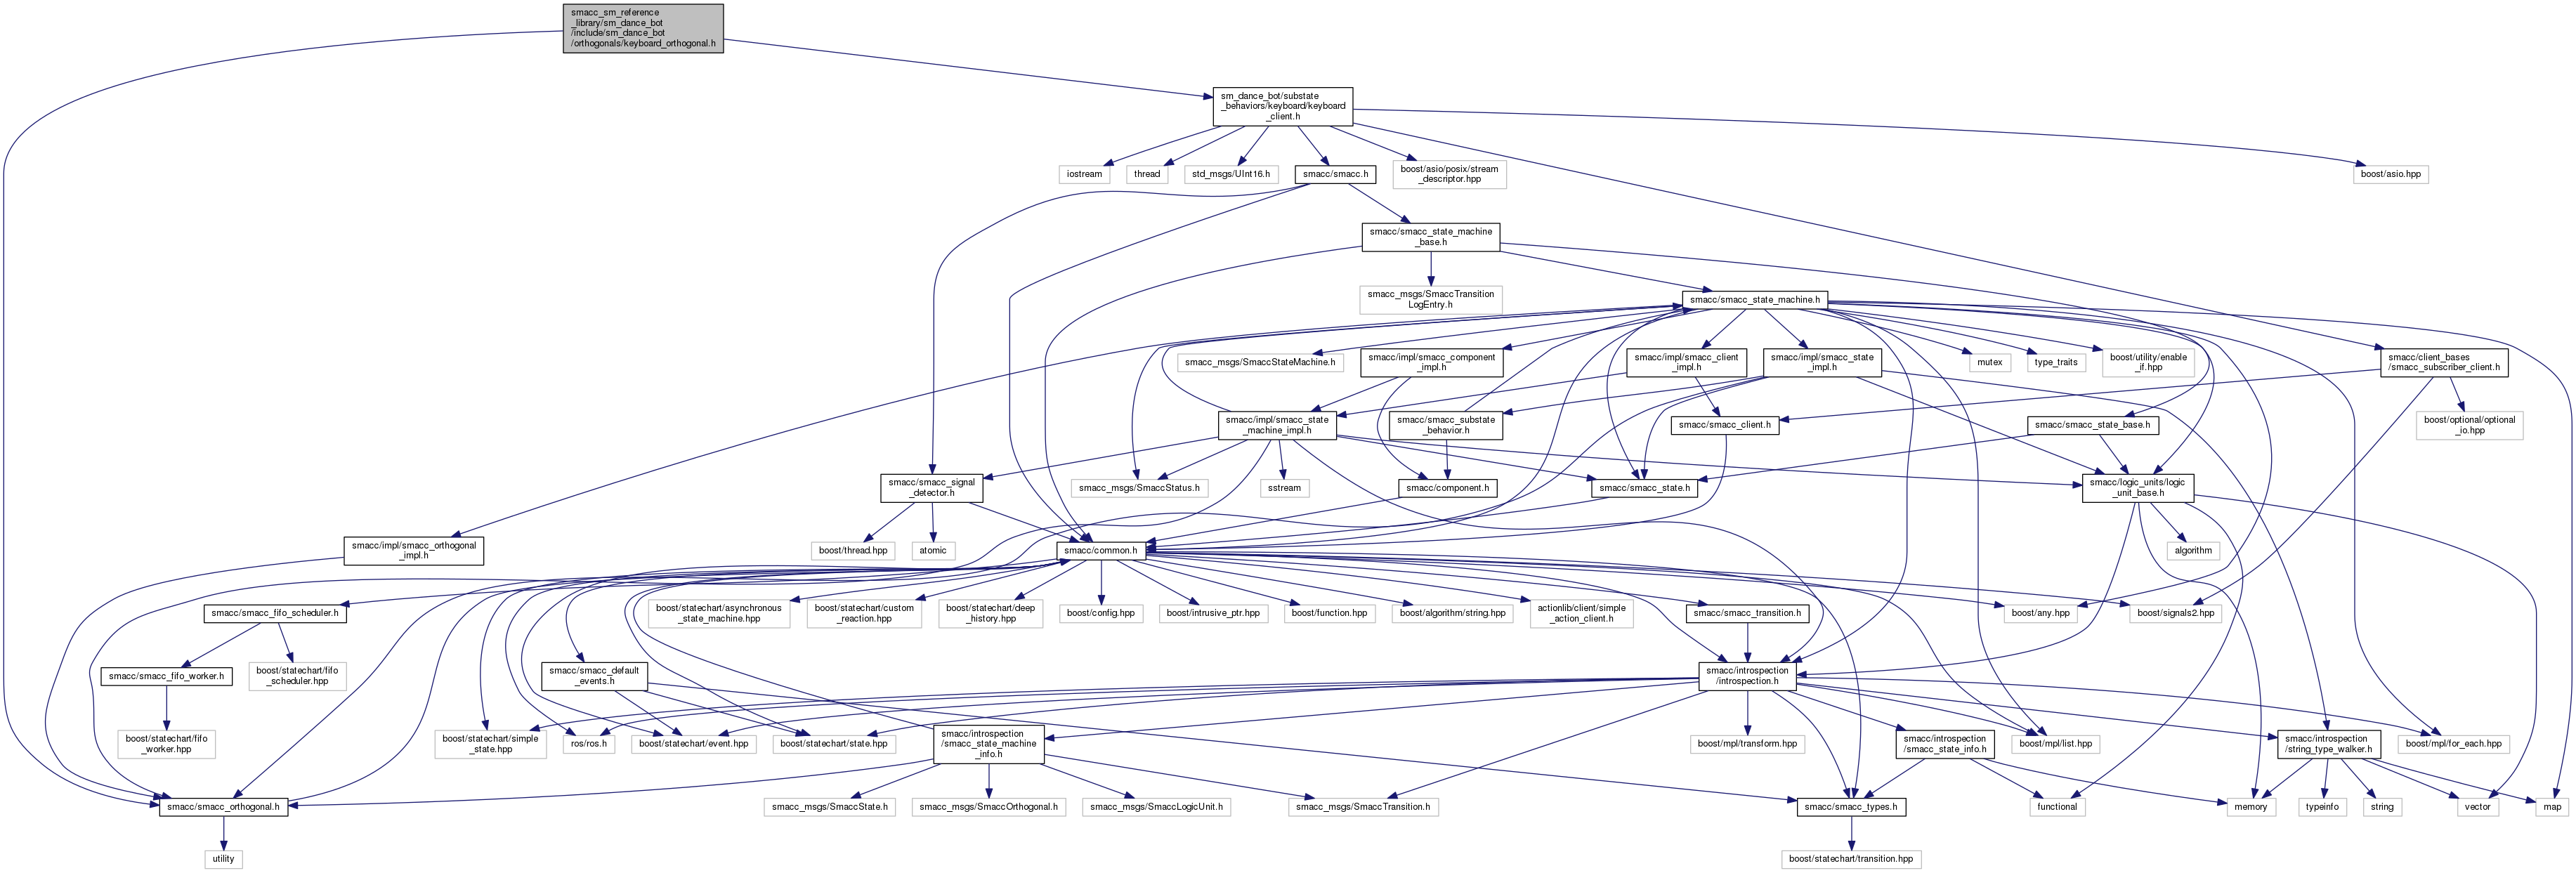 smacc_sm_reference
_library/sm_dance_bot
/include/sm_dance_bot
/orthogonals/keyboard_orthogonal.h
sm_dance_bot/substate
_behaviors/keyboard/keyboard
_client.h
iostream
thread
std_msgs/UInt16.h
smacc/smacc.h
boost/asio/posix/stream
_descriptor.hpp
boost/asio.hpp
smacc/smacc_state_machine
_base.h
smacc_msgs/SmaccTransition
LogEntry.h
smacc/smacc_state_machine.h
smacc_msgs/SmaccStateMachine.h
smacc/impl/smacc_component
_impl.h
smacc/impl/smacc_client
_impl.h
smacc/impl/smacc_state
_impl.h
mutex
type_traits
boost/utility/enable
_if.hpp
smacc/client_bases
/smacc_subscriber_client.h
smacc/impl/smacc_state
_machine_impl.h
smacc/smacc_substate
_behavior.h
smacc/smacc_client.h
smacc/smacc_state_base.h
boost/optional/optional
_io.hpp
smacc/smacc_signal
_detector.h
smacc_msgs/SmaccStatus.h
sstream
smacc/component.h
smacc/smacc_state.h
smacc/logic_units/logic
_unit_base.h
smacc/impl/smacc_orthogonal
_impl.h
boost/thread.hpp
atomic
smacc/common.h
algorithm
smacc/smacc_fifo_scheduler.h
boost/statechart/asynchronous
_state_machine.hpp
boost/statechart/custom
_reaction.hpp
boost/statechart/deep
_history.hpp
boost/config.hpp
boost/intrusive_ptr.hpp
boost/function.hpp
boost/algorithm/string.hpp
actionlib/client/simple
_action_client.h
smacc/smacc_transition.h
boost/any.hpp
boost/signals2.hpp
smacc/smacc_fifo_worker.h
boost/statechart/fifo
_scheduler.hpp
smacc/smacc_default
_events.h
smacc/introspection
/introspection.h
boost/statechart/fifo
_worker.hpp
boost/statechart/simple
_state.hpp
ros/ros.h
boost/statechart/event.hpp
boost/statechart/state.hpp
smacc/introspection
/smacc_state_machine
_info.h
boost/mpl/transform.hpp
smacc/introspection
/smacc_state_info.h
boost/mpl/list.hpp
smacc/introspection
/string_type_walker.h
boost/mpl/for_each.hpp
smacc/smacc_orthogonal.h
smacc_msgs/SmaccState.h
smacc_msgs/SmaccOrthogonal.h
smacc_msgs/SmaccLogicUnit.h
smacc_msgs/SmaccTransition.h
smacc/smacc_types.h
functional
memory
typeinfo
string
vector
map
utility
boost/statechart/transition.hpp